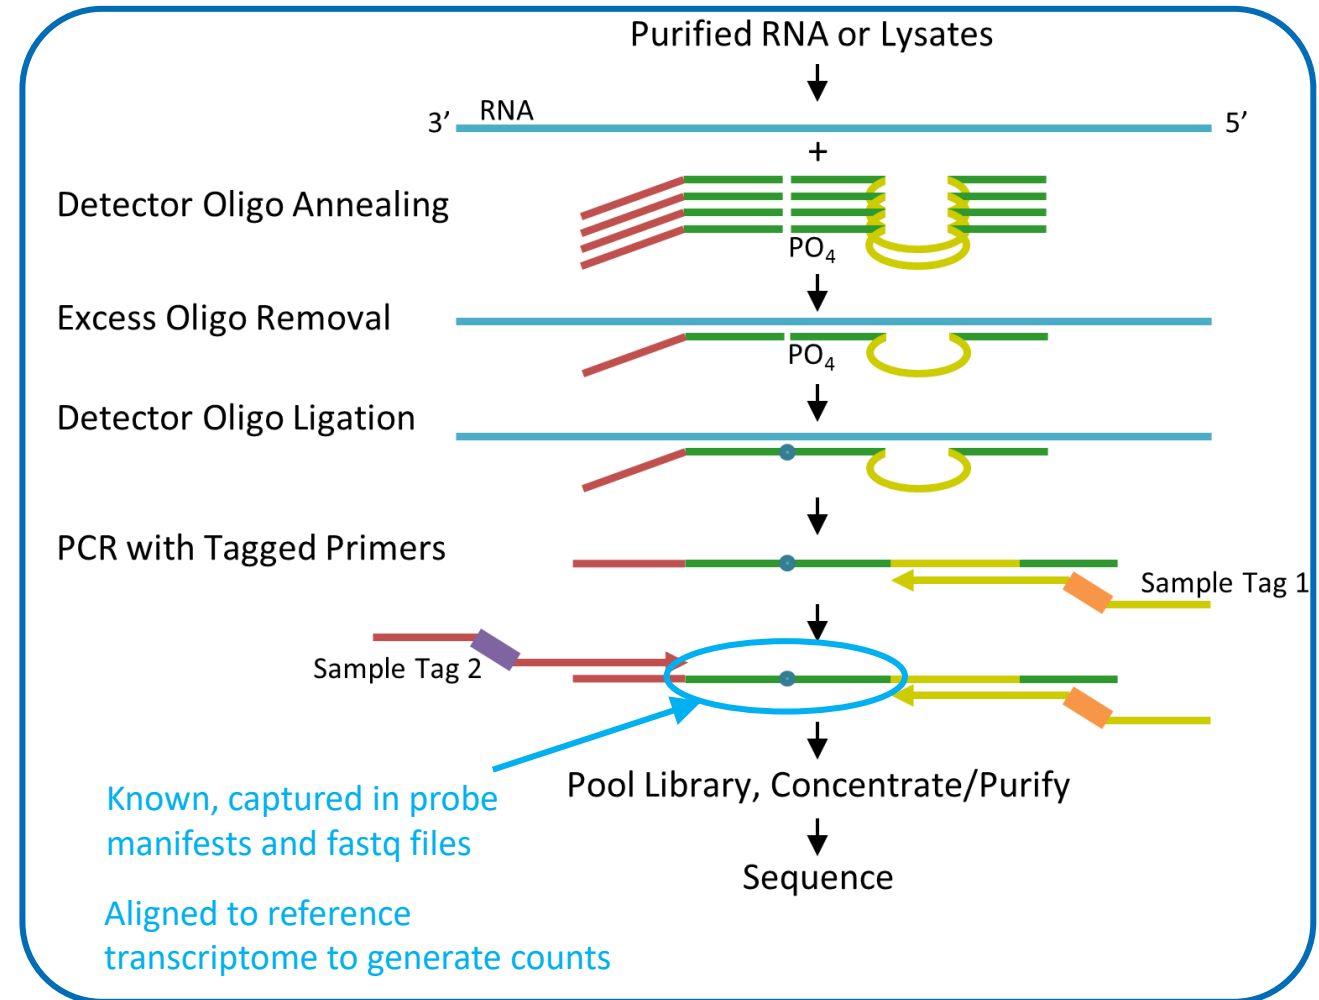 Purified RNA or Lysates
3’ RNA 5’
+
Detector Oligo Annealing
PO4
Excess Oligo Removal
PO4
Detector Oligo Ligation
PCR with Tagged Primers
Sample Tag 1
Sample Tag 2
Pool Library, Concentrate/Purify
Known, captured in probe
manifests and fastq files
Sequence
Aligned to reference
transcriptome to generate counts